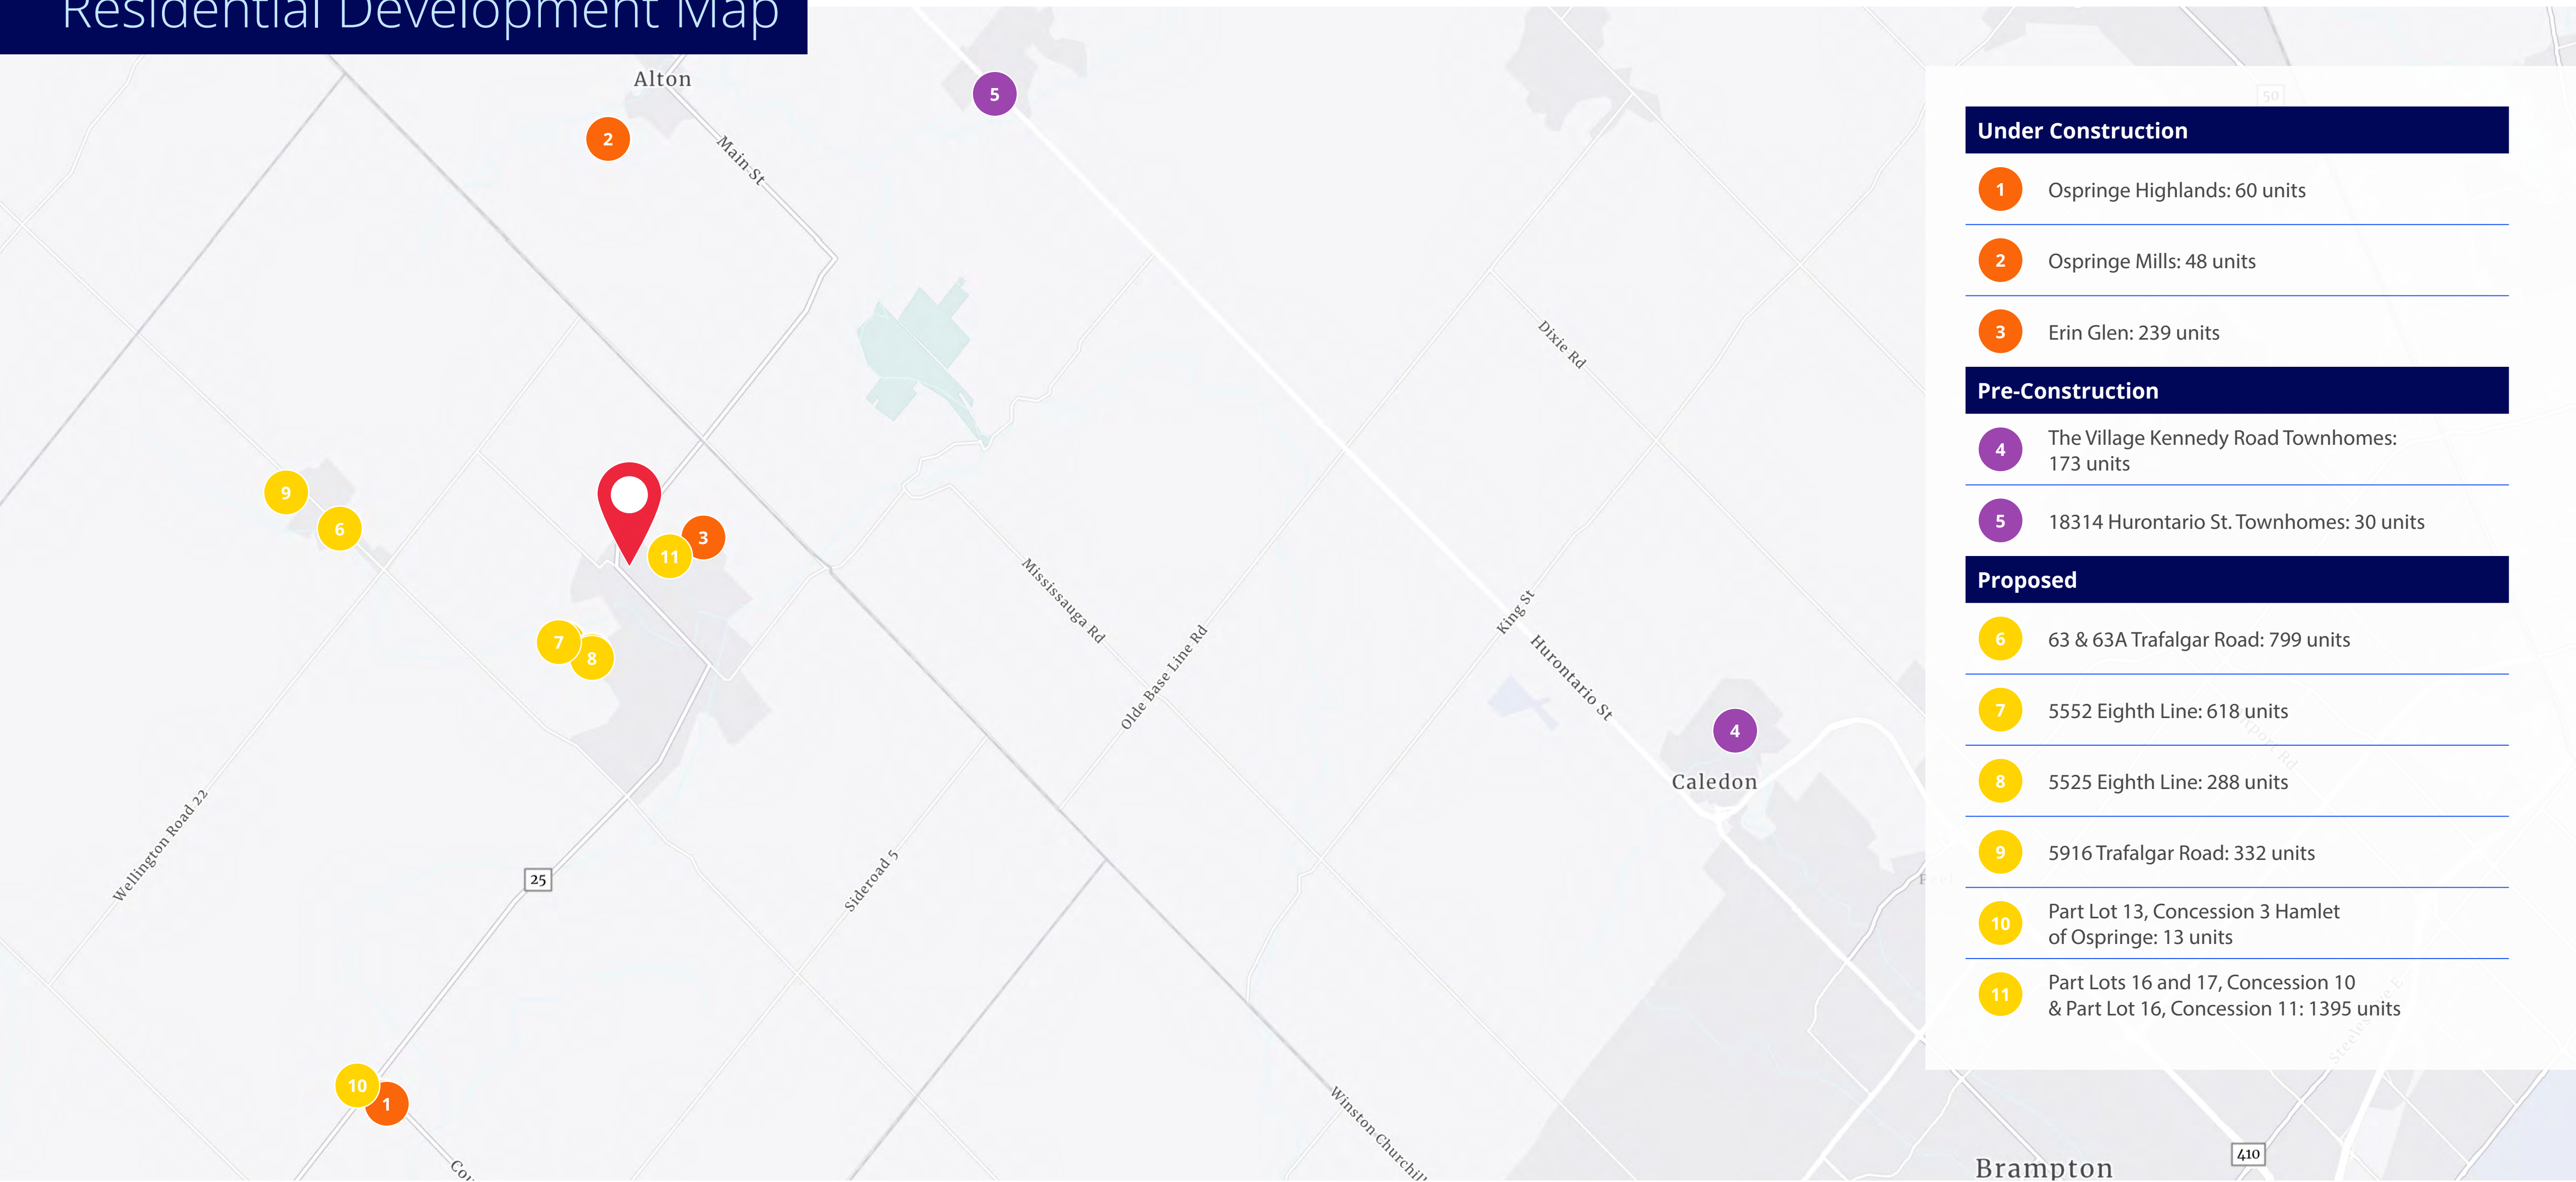 Residential Development Map
Alton
5
2
Main St
Dixie Rd
9
6
3
11
7
8
Mississauga Rd
Olde Base Line Rd
King St
Hurontario St
4
Caledon
Wellington Road 22
25
Sideroad 5
10
1
Winston Churchill
Brampton
410
50
Under Construction
1 Ospringe Highlands: 60 units
2 Ospringe Mills: 48 units
3 Erin Glen: 239 units
Pre-Construction
4 The Village Kennedy Road Townhomes:
173 units
5 18314 Hurontario St. Townhomes: 30 units
Proposed
6 63 & 63A Trafalgar Road: 799 units
7 5552 Eighth Line: 618 units
8 5525 Eighth Line: 288 units
9 5916 Trafalgar Road: 332 units
10 Part Lot 13, Concession 3 Hamlet
of Ospringe: 13 units
11 Part Lots 16 and 17, Concession 10
& Part Lot 16, Concession 11: 1395 units